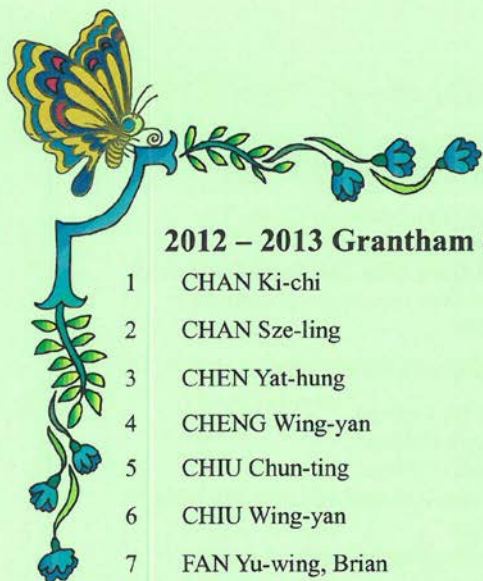 2012 – 2013 Grantham
1 CHAN Ki-chi
2 CHAN Sze-ling
3 CHEN Yat-hung
4 CHENG Wing-yan
5 CHIU Chun-ting
6 CHIU Wing-yan
7 FAN Yu-wing, Brian